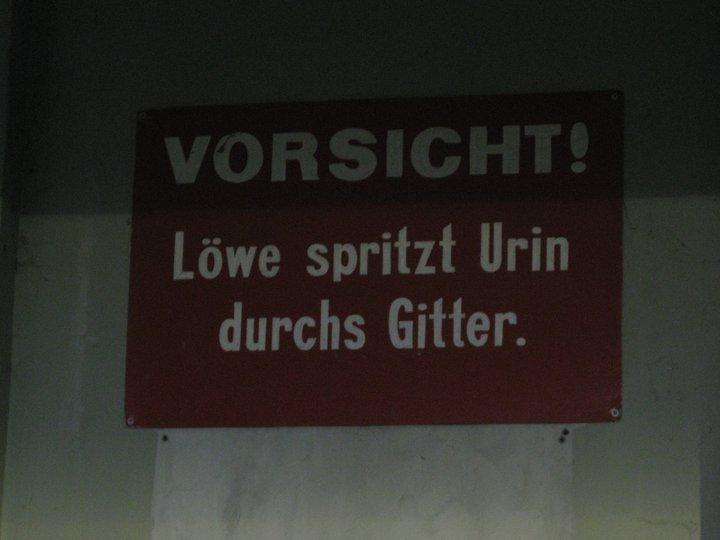 VORSICHT!
Löwe spritzt Urin
durchs Gitter.